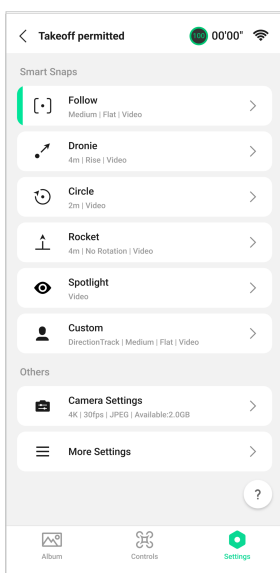 Takeoff permitted 100 00'00"
Smart Snaps
Follow
Medium | Flat | Video
Dronie
4m | Rise | Video
Circle
2m | Video
Rocket
4m | No Rotation | Video
Spotlight
Video
Custom
DirectionTrack | Medium | Flat | Video
Others
Camera Settings
4K | 30fps | JPEG | Available:2.0GB
More Settings
?
Album Controls Settings